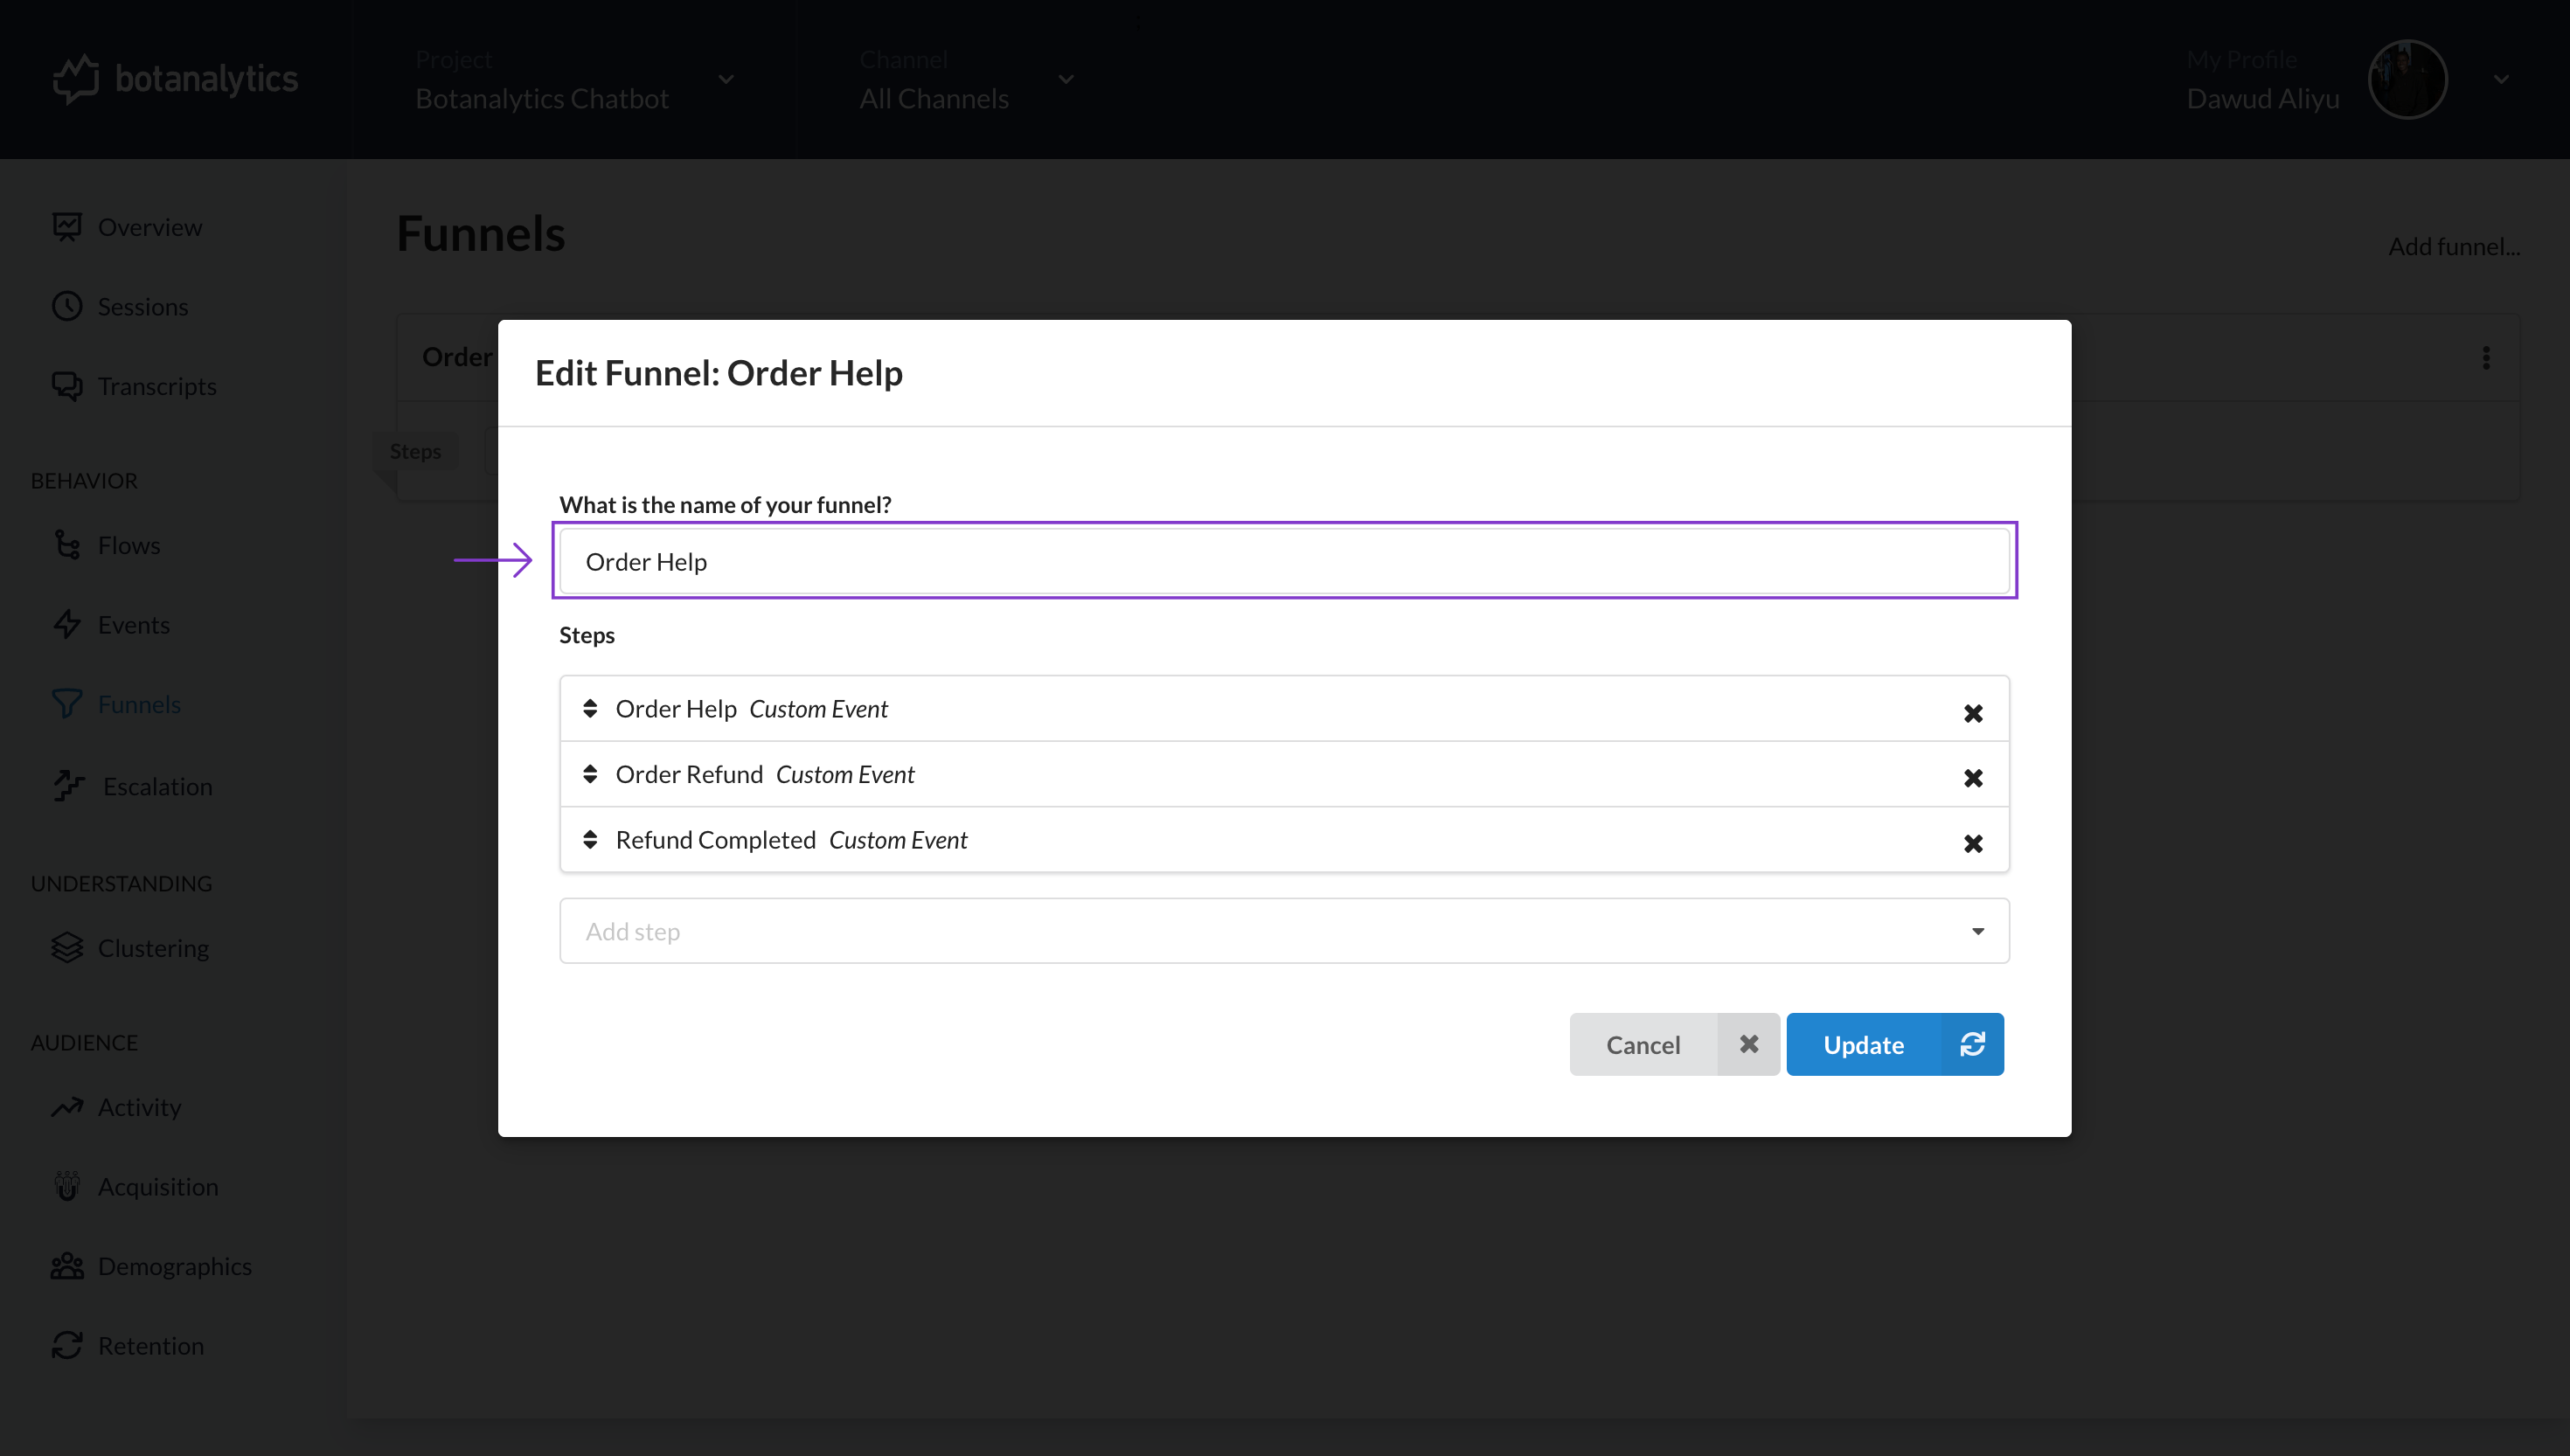 botanalytics
Project
Botanalytics Chatbot
Channel
All Channels
My Profile
Dawud Aliyu
Overview
Sessions
Transcripts
BEHAVIOR
Flows
Events
Funnels
Escalation
UNDERSTANDING
Clustering
AUDIENCE
Activity
Acquisition
Demographics
Retention
Funnels
Add funnel...
Order
Steps
Edit Funnel: Order Help
What is the name of your funnel?
Order Help
Steps
Order Help Custom Event
Order Refund Custom Event
Refund Completed Custom Event
Add step
Cancel
Update